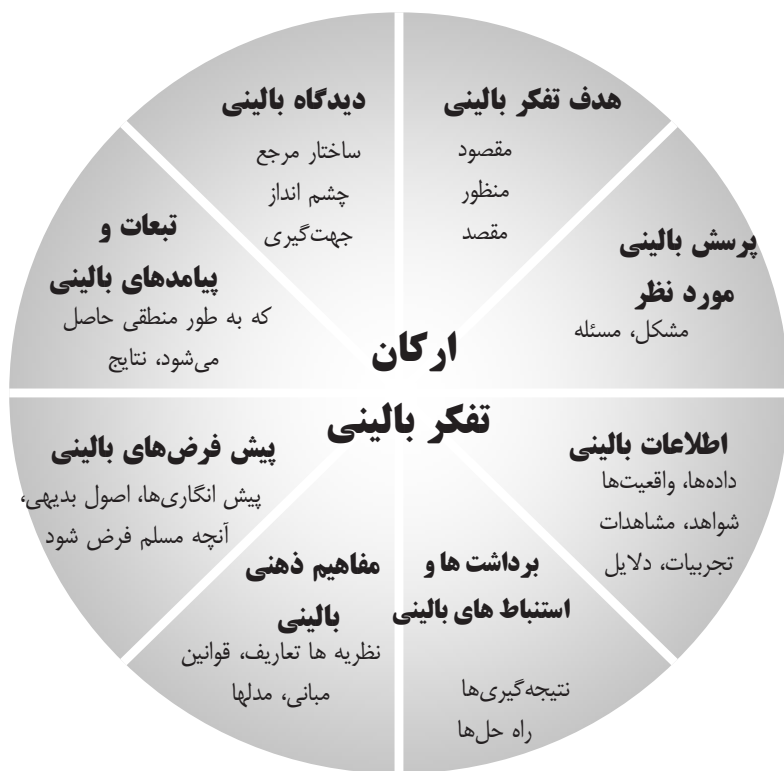 ارکان
تفکر بالینی
هدف تفکر بالینی
مقصود
منظور
مقصد
پرسش بالینی
مورد نظر
مشکل، مسئله
اطلاعات بالینی
داده‌ها، واقعیت‌ها
شواهد، مشاهدات
تجربیات، دلایل
برداشت ها و
استنباط های بالینی
نتیجه‌گیری‌ها
راه حل‌ها
مفاهیم ذهنی
بالینی
نظریه ها تعاریف، قوانین
مبانی، مدلها
پیش فرض‌های بالینی
پیش انگاری‌ها، اصول بدیهی،
آنچه مسلم فرض شود
تبعات و
پیامدهای بالینی
که به طور منطقی حاصل
می‌شود، نتایج
دیدگاه بالینی
ساختار مرجع
چشم انداز
جهت‌گیری